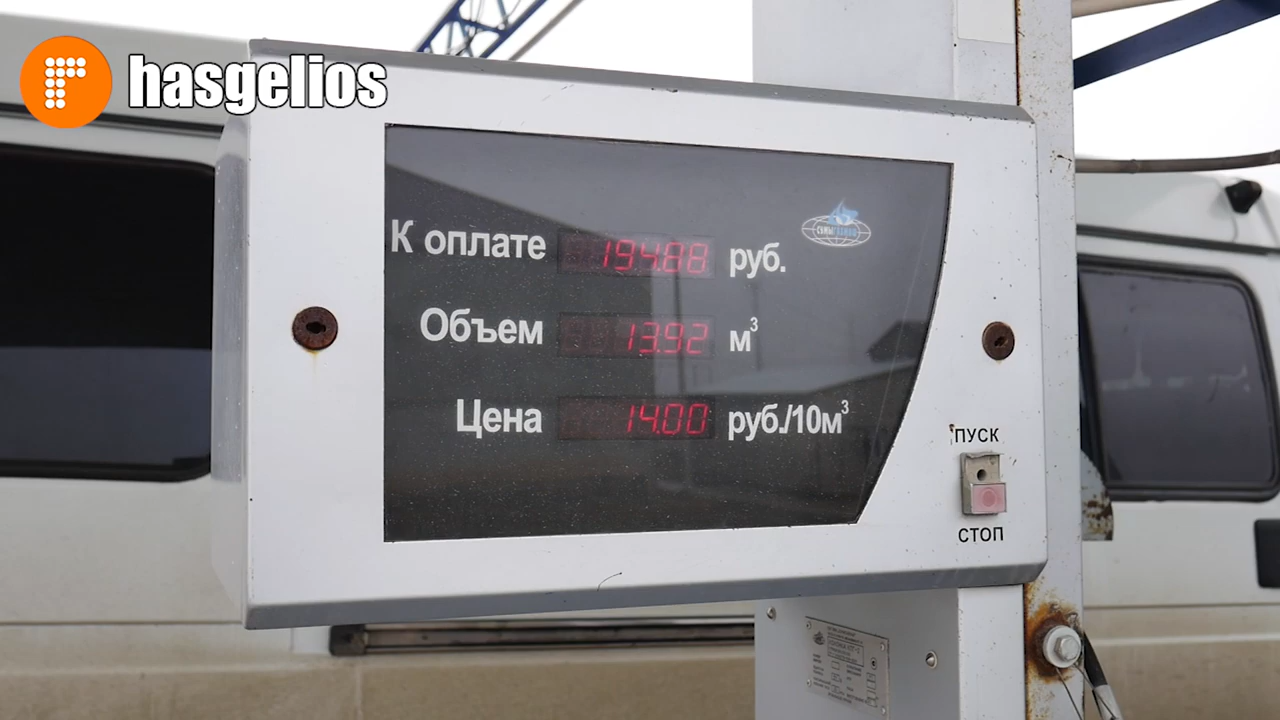 hasgelios
К оплате 194.88 руб.
Объем 13.92 м³
Цена 14.00 руб./10м³
ПУСК
СТОП